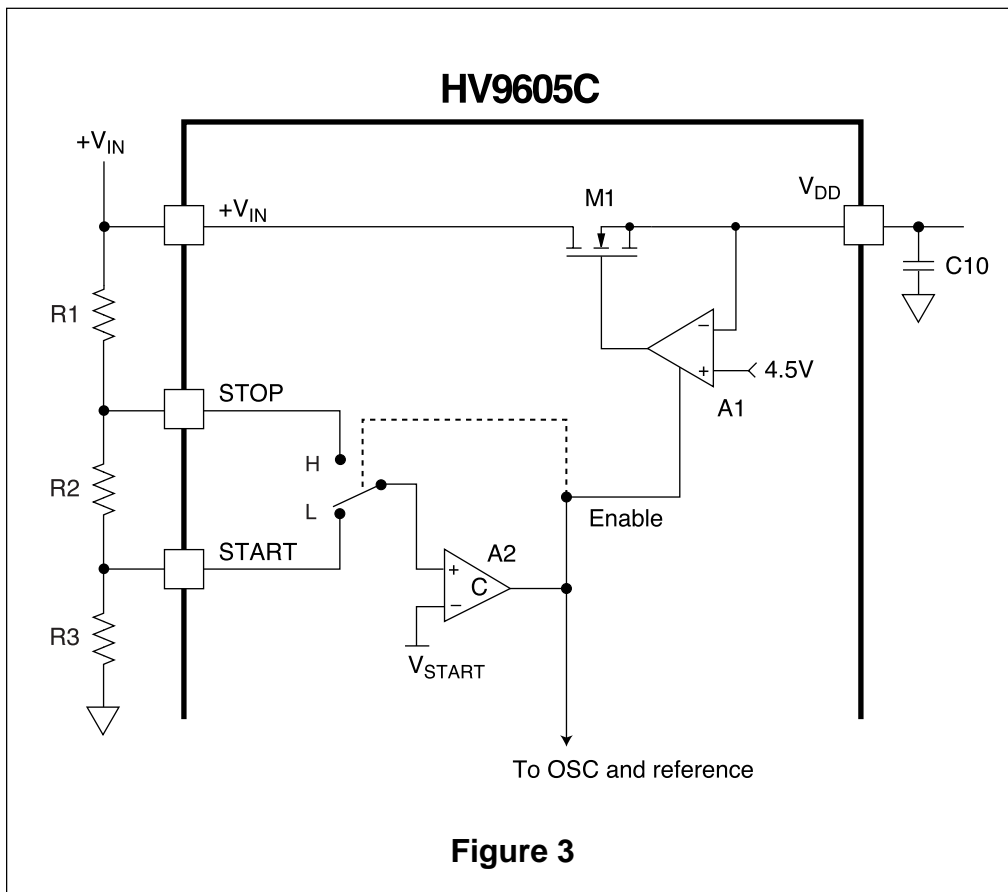 HV9605C
+VIN
+VIN
M1
VDD
C10
R1
−
+
4.5V
A1
STOP
H
R2
L
Enable
START
A2
+
C
−
R3
VSTART
To OSC and reference
Figure 3